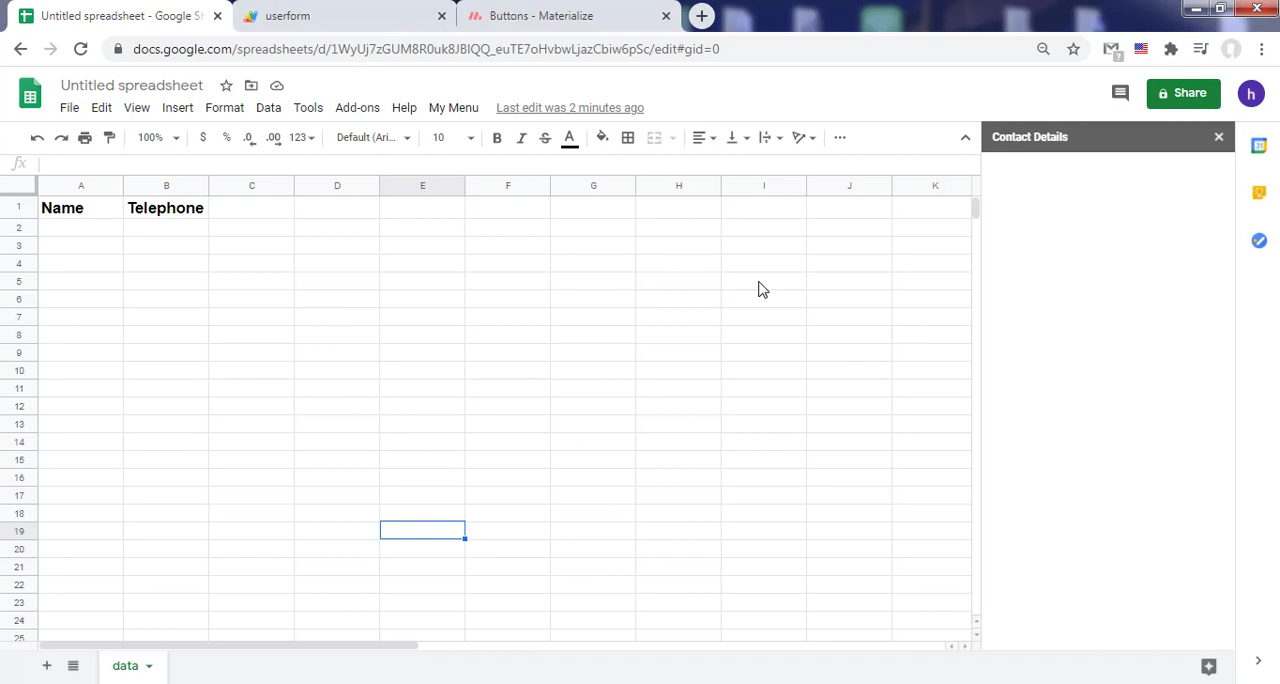 Untitled spreadsheet - Google Sh
userform
Buttons - Materialize
docs.google.com/spreadsheets/d/1WyUj7zGUM8R0uk8JBIQQ_euTE7oHvbwLjazCbiw6pSc/edit#gid=0
Untitled spreadsheet
File Edit View Insert Format Data Tools Add-ons Help My Menu Last edit was 2 minutes ago
Share
h
100% $ % .0 .00 123 Default (Ari... 10 B I S A
Contact Details
fx
A B C D E F G H I J K
1 Name Telephone
2
3
4
5
6
7
8
9
10
11
12
13
14
15
16
17
18
19
20
21
22
23
24
25
data